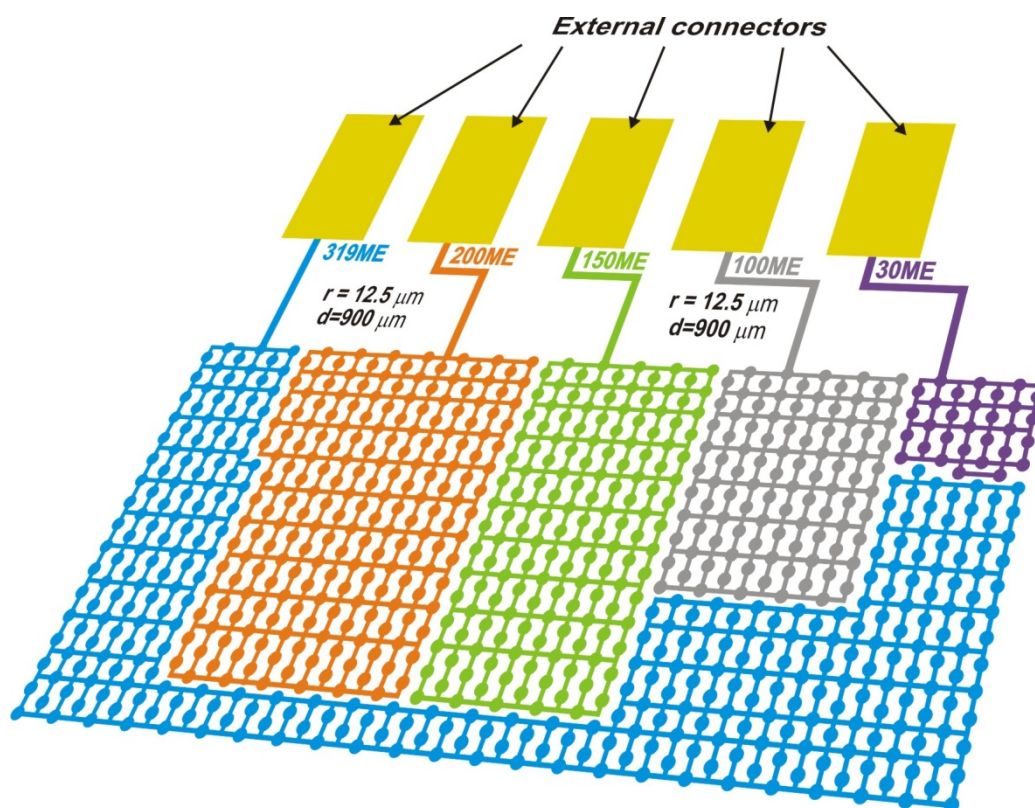 External connectors
319ME
200ME
150ME
100ME
30ME
r = 12.5 μm
d=900 μm
r = 12.5 μm
d=900 μm